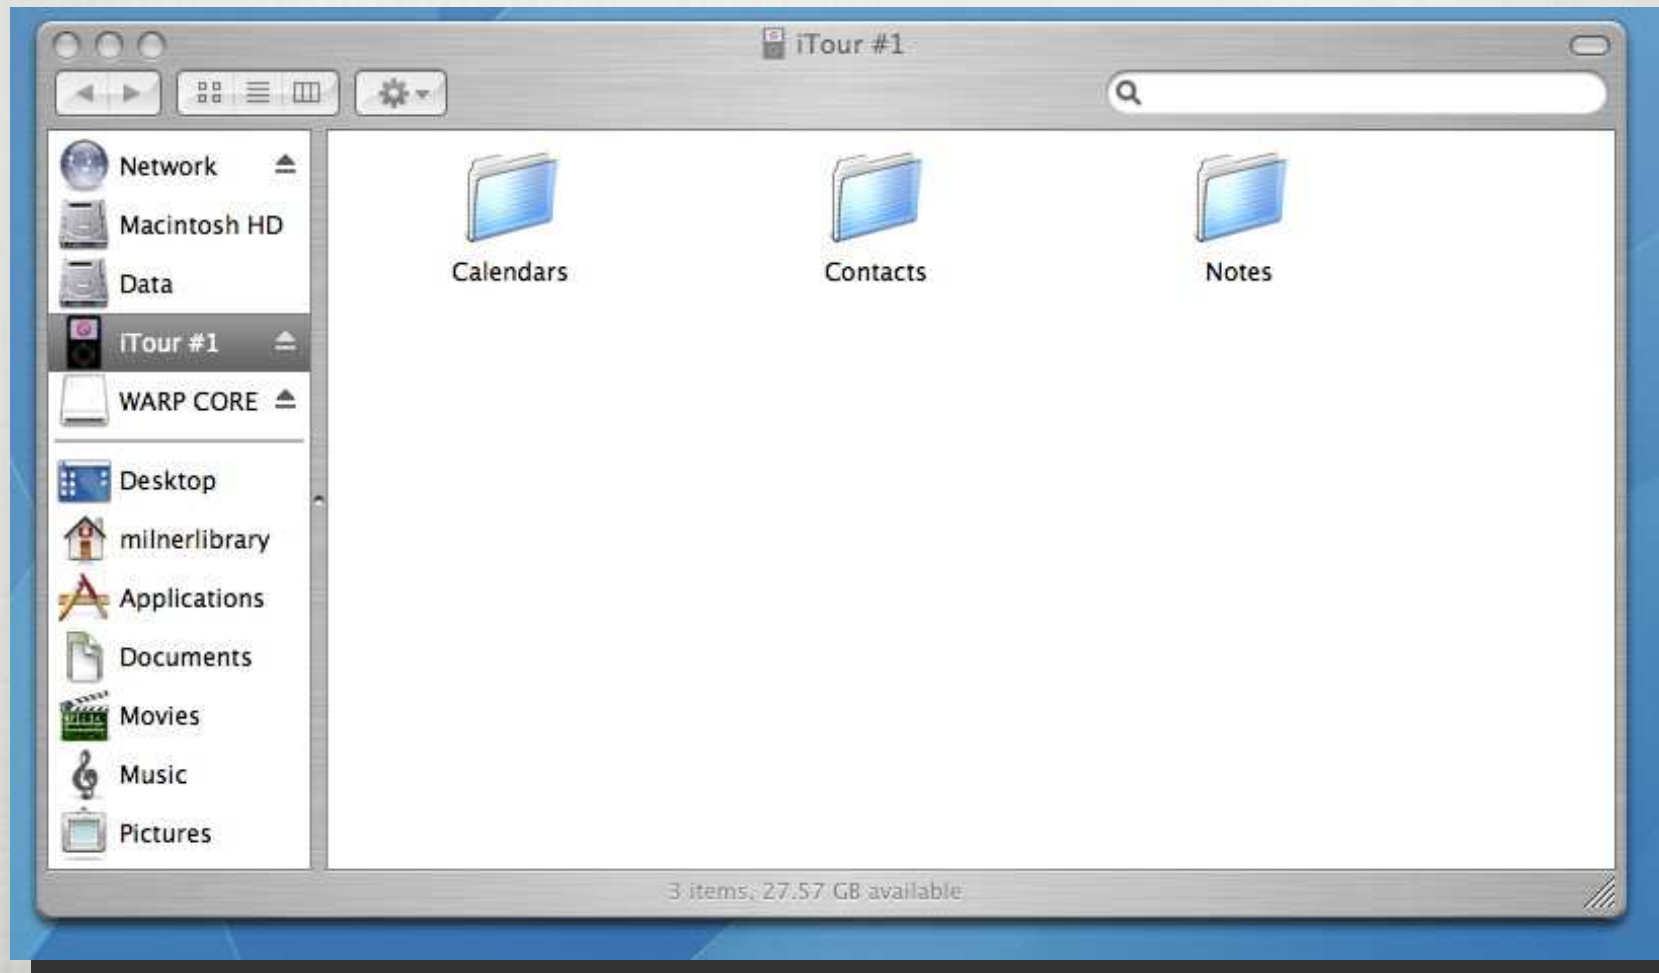 iTour #1
Network
Macintosh HD
Data
iTour #1
WARP CORE
Desktop
milnerlibrary
Applications
Documents
Movies
Music
Pictures
Calendars
Contacts
Notes
3 items, 27.57 GB available